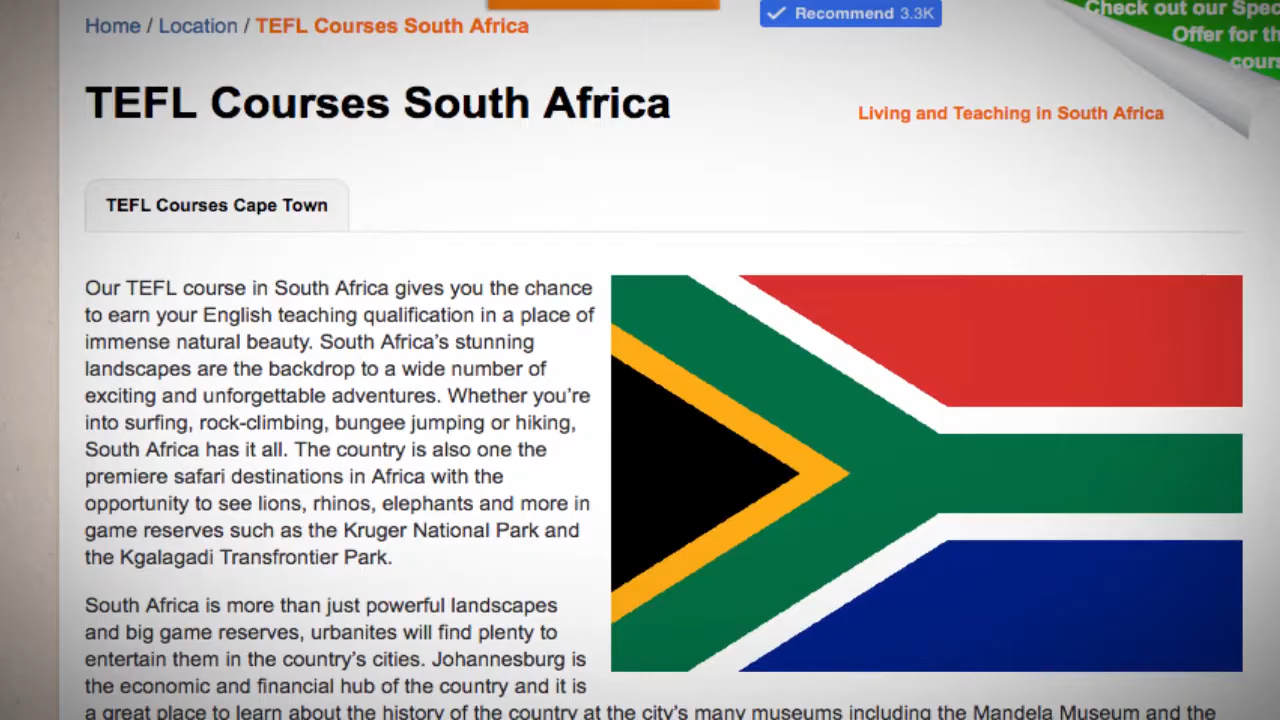 Home / Location / TEFL Courses South Africa
Recommend 3.3K
Check out our Spec
Offer for th
cours
TEFL Courses South Africa
Living and Teaching in South Africa
TEFL Courses Cape Town
Our TEFL course in South Africa gives you the chance
to earn your English teaching qualification in a place of
immense natural beauty. South Africa's stunning
landscapes are the backdrop to a wide number of
exciting and unforgettable adventures. Whether you're
into surfing, rock-climbing, bungee jumping or hiking,
South Africa has it all. The country is also one the
premiere safari destinations in Africa with the
opportunity to see lions, rhinos, elephants and more in
game reserves such as the Kruger National Park and
the Kgalagadi Transfrontier Park.
South Africa is more than just powerful landscapes
and big game reserves, urbanites will find plenty to
entertain them in the country's cities. Johannesburg is
the economic and financial hub of the country and it is
a great place to learn about the history of the country at the city's many museums including the Mandela Museum and the